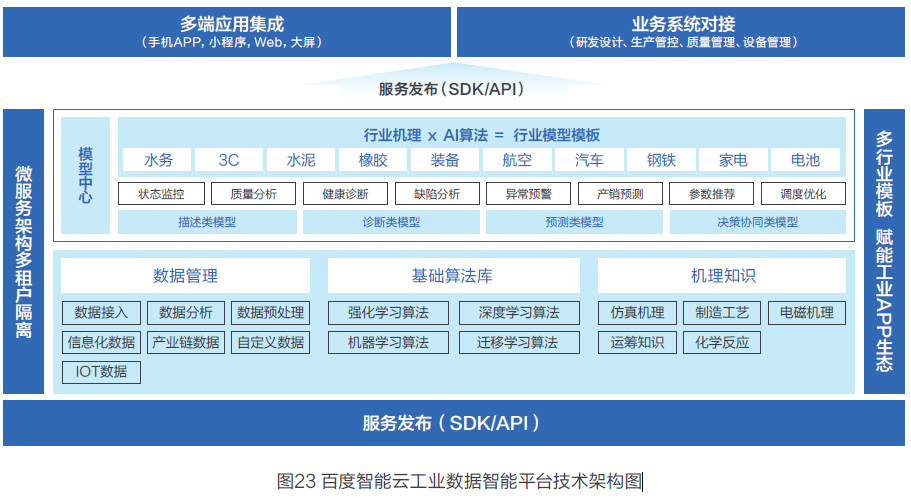 多端应用集成
（手机APP，小程序，Web，大屏）
业务系统对接
（研发设计、生产管控、质量管理、设备管理）
服务发布（SDK/API）
微服务架构多租户隔离
模型中心
行业机理 x AI算法 = 行业模型模板
水务 3C 水泥 橡胶 装备 航空 汽车 钢铁 家电 电池
状态监控 质量分析 健康诊断 缺陷分析 异常预警 产销预测 参数推荐 调度优化
描述类模型 诊断类模型 预测类模型 决策协同类模型
多行业模板 赋能工业APP生态
数据管理
数据接入 数据分析 数据预处理
信息化数据 产业链数据 自定义数据
IOT数据
基础算法库
强化学习算法 深度学习算法
机器学习算法 迁移学习算法
机理知识
仿真机理 制造工艺 电磁机理
运筹知识 化学反应
服务发布（SDK/API）
图23 百度智能云工业数据智能平台技术架构图